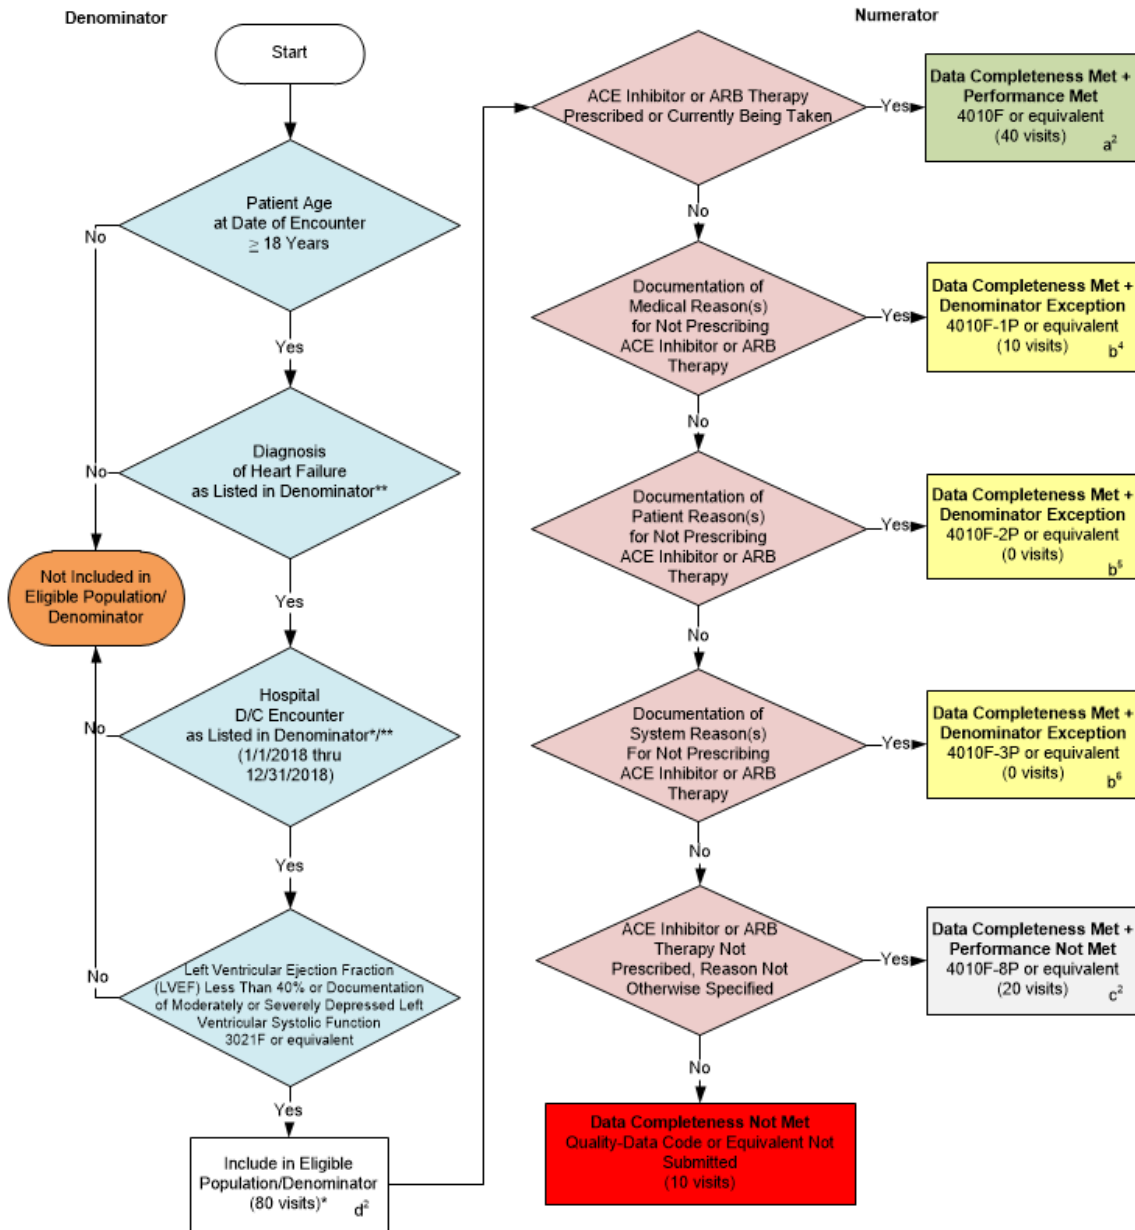 Denominator
Numerator
Start
Patient Age
at Date of Encounter
≥ 18 Years
No
Yes
Diagnosis
of Heart Failure
as Listed in Denominator**
No
Not Included in
Eligible Population/
Denominator
Yes
Hospital
D/C Encounter
as Listed in Denominator*/**
(1/1/2018 thru
12/31/2018)
No
Yes
Left Ventricular Ejection Fraction
(LVEF) Less Than 40% or Documentation
of Moderately or Severely Depressed Left
Ventricular Systolic Function
3021F or equivalent
No
Yes
Include in Eligible
Population/Denominator
(80 visits)* d²
ACE Inhibitor or ARB Therapy
Prescribed or Currently Being Taken
Yes
Data Completeness Met +
Performance Met
4010F or equivalent
(40 visits) a²
No
Documentation of
Medical Reason(s)
for Not Prescribing
ACE Inhibitor or ARB
Therapy
Yes
Data Completeness Met +
Denominator Exception
4010F-1P or equivalent
(10 visits) b⁴
No
Documentation of
Patient Reason(s)
for Not Prescribing
ACE Inhibitor or ARB
Therapy
Yes
Data Completeness Met +
Denominator Exception
4010F-2P or equivalent
(0 visits)
b⁵
No
Documentation of
System Reason(s)
For Not Prescribing
ACE Inhibitor or ARB
Therapy
Yes
Data Completeness Met +
Denominator Exception
4010F-3P or equivalent
(0 visits)
b⁶
No
ACE Inhibitor or ARB
Therapy Not
Prescribed, Reason Not
Otherwise Specified
Yes
Data Completeness Met +
Performance Not Met
4010F-8P or equivalent
(20 visits) c²
No
Data Completeness Not Met
Quality-Data Code or Equivalent Not
Submitted
(10 visits)